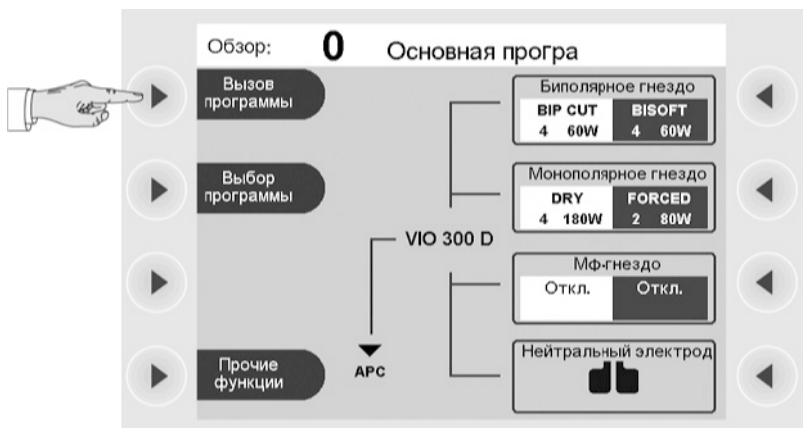 Обзор: 0 Основная програ
Вызов
программы
Выбор
программы
Прочие
функции
VIO 300 D
APC
Биполярное гнездо
BIP CUT BISOFT
4 60W 4 60W
Монополярное гнездо
DRY FORCED
4 180W 2 80W
Мф-гнездо
Откл. Откл.
Нейтральный электрод